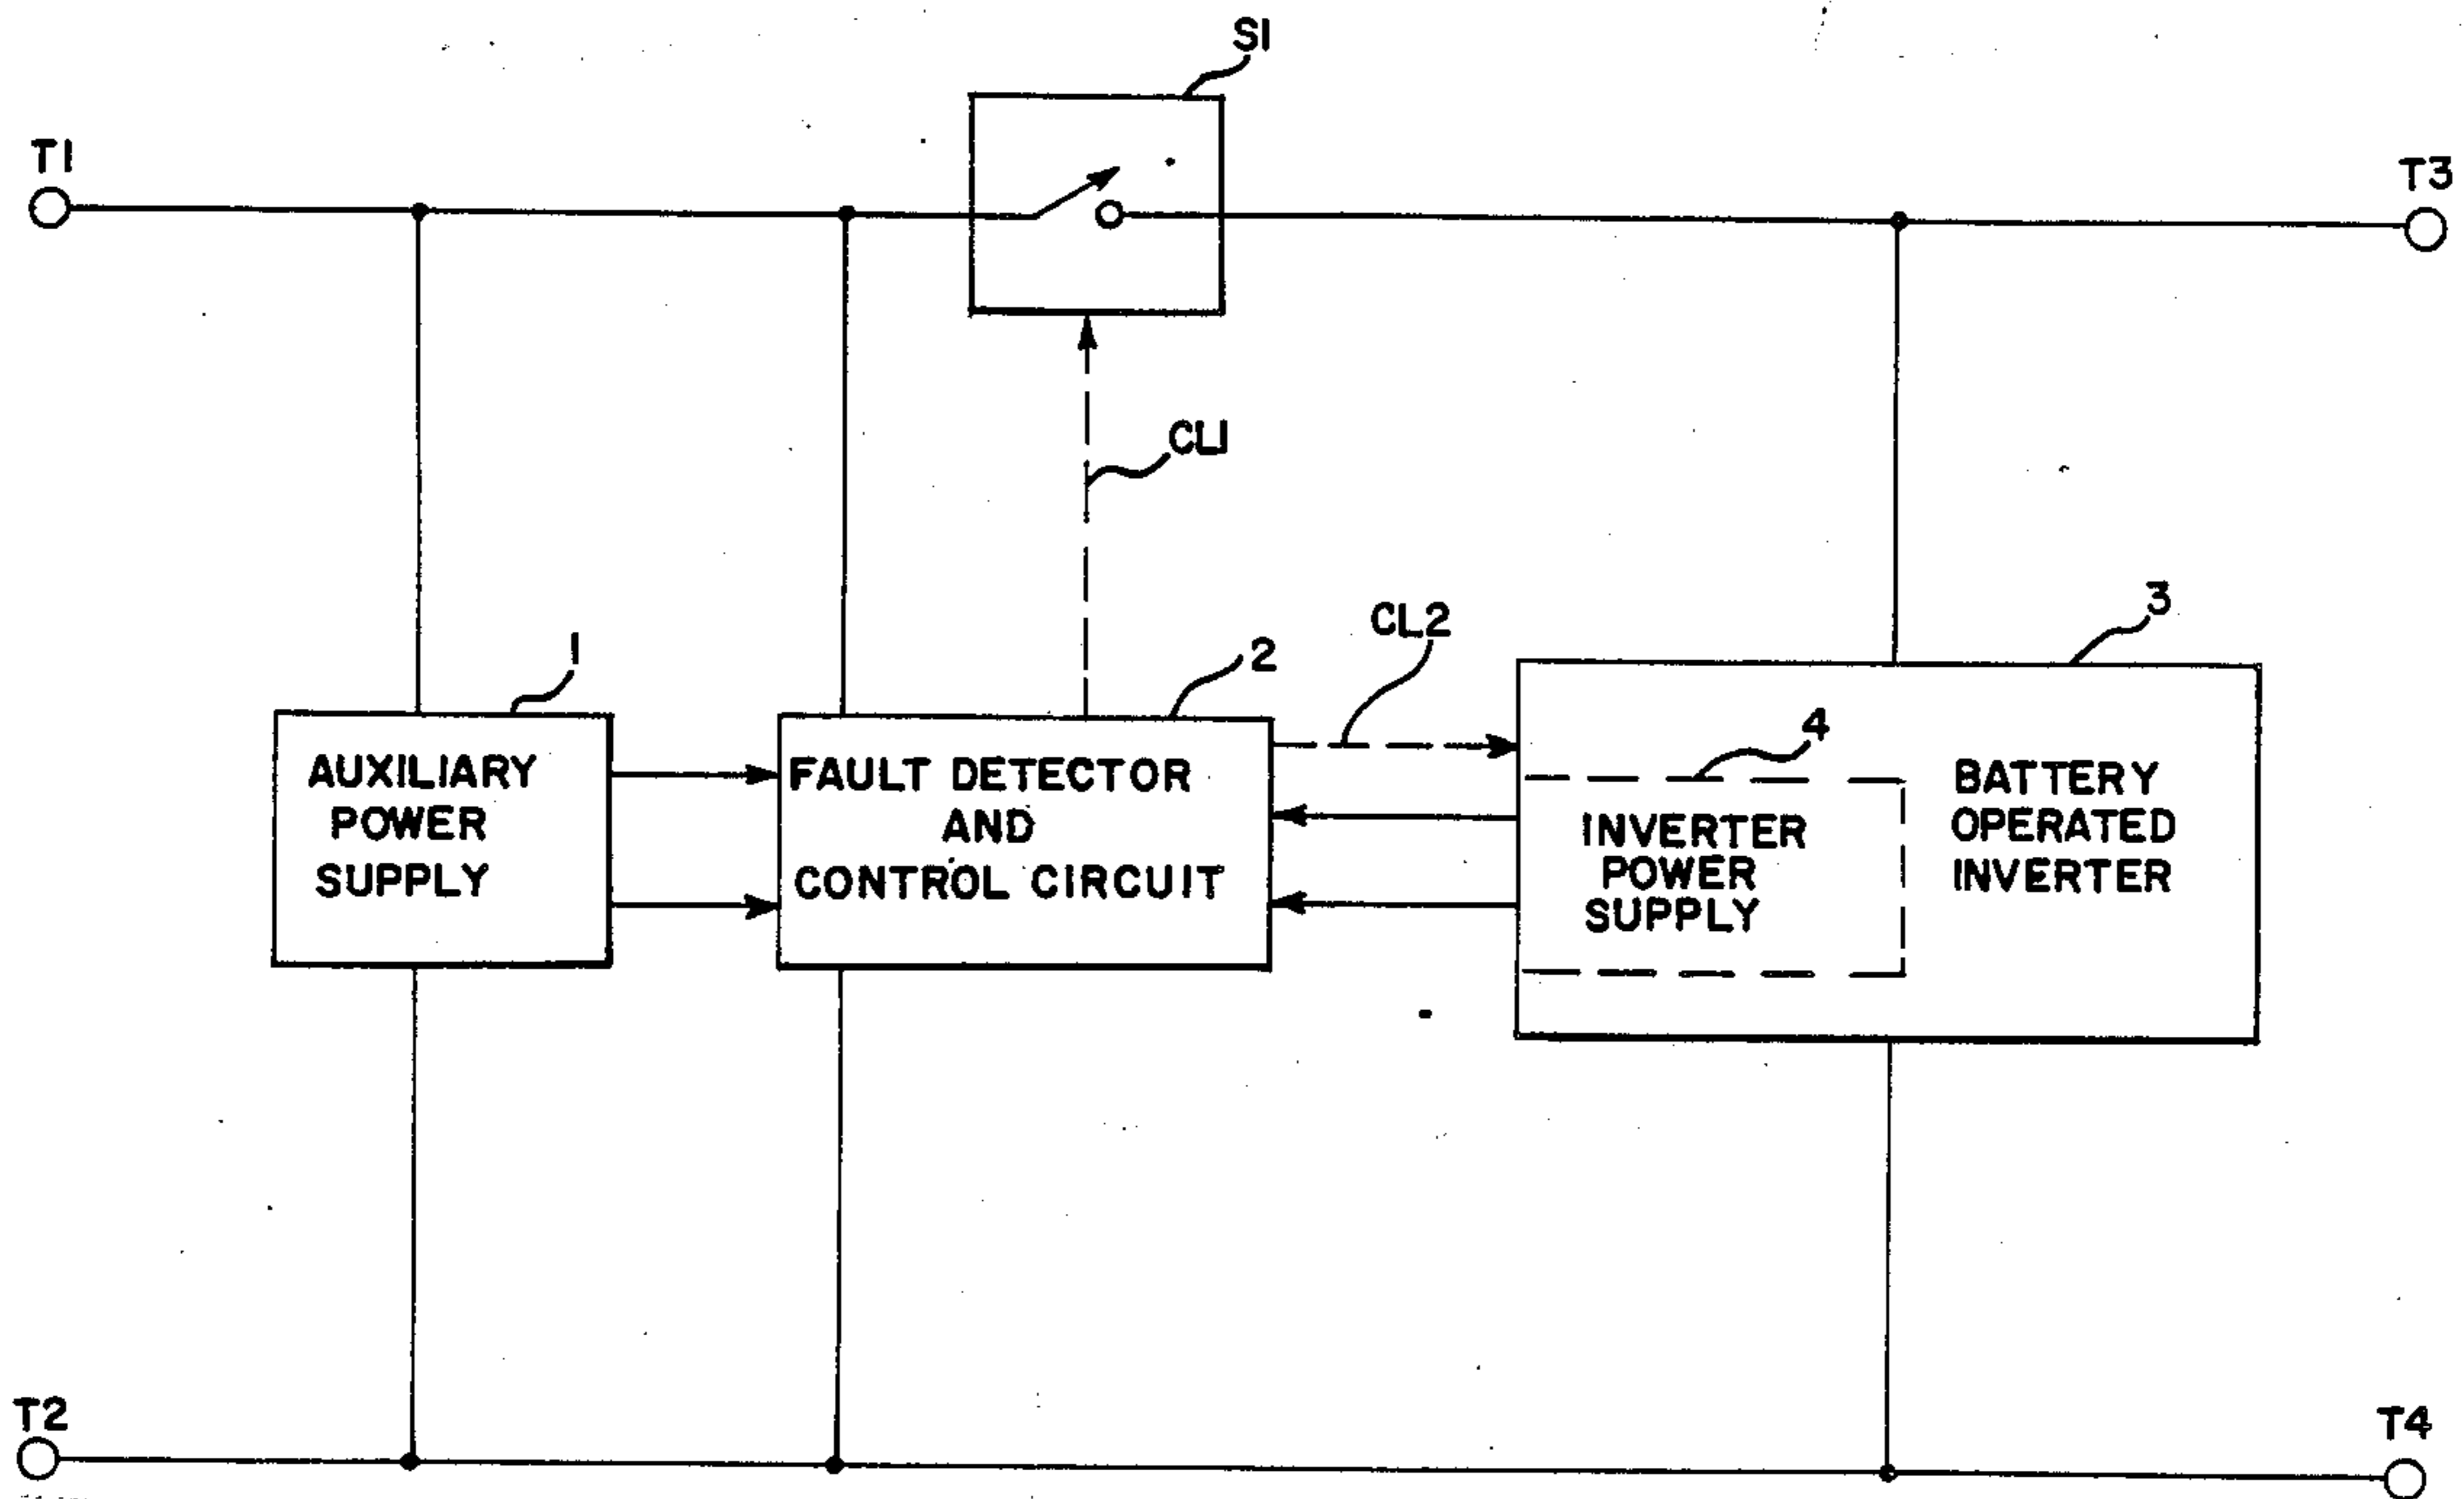 S1
T1
T3
CL1
CL2
3
1
2
4
AUXILIARY
POWER
SUPPLY
FAULT DETECTOR
AND
CONTROL CIRCUIT
INVERTER
POWER
SUPPLY
BATTERY
OPERATED
INVERTER
T2
T4